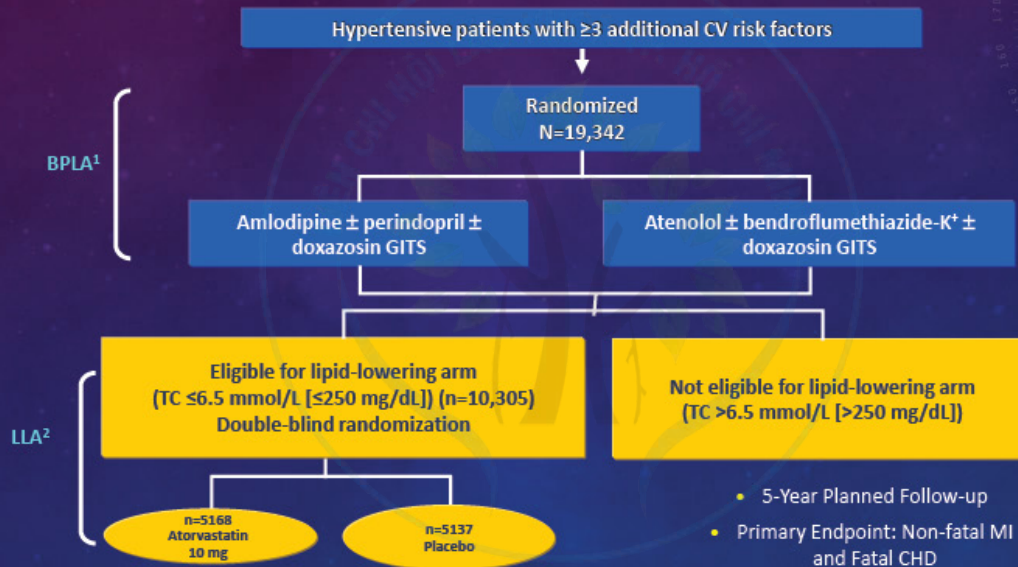 Hypertensive patients with ≥3 additional CV risk factors
Randomized
N=19,342
BPLA¹
Amlodipine ± perindopril ±
doxazosin GITS
Atenolol ± bendroflumethiazide-K⁺ ±
doxazosin GITS
Eligible for lipid-lowering arm
(TC ≤6.5 mmol/L [≤250 mg/dL]) (n=10,305)
Double-blind randomization
Not eligible for lipid-lowering arm
(TC >6.5 mmol/L [>250 mg/dL])
LLA²
n=5168
Atorvastatin
10 mg
n=5137
Placebo
• 5-Year Planned Follow-up
• Primary Endpoint: Non-fatal MI
and Fatal CHD